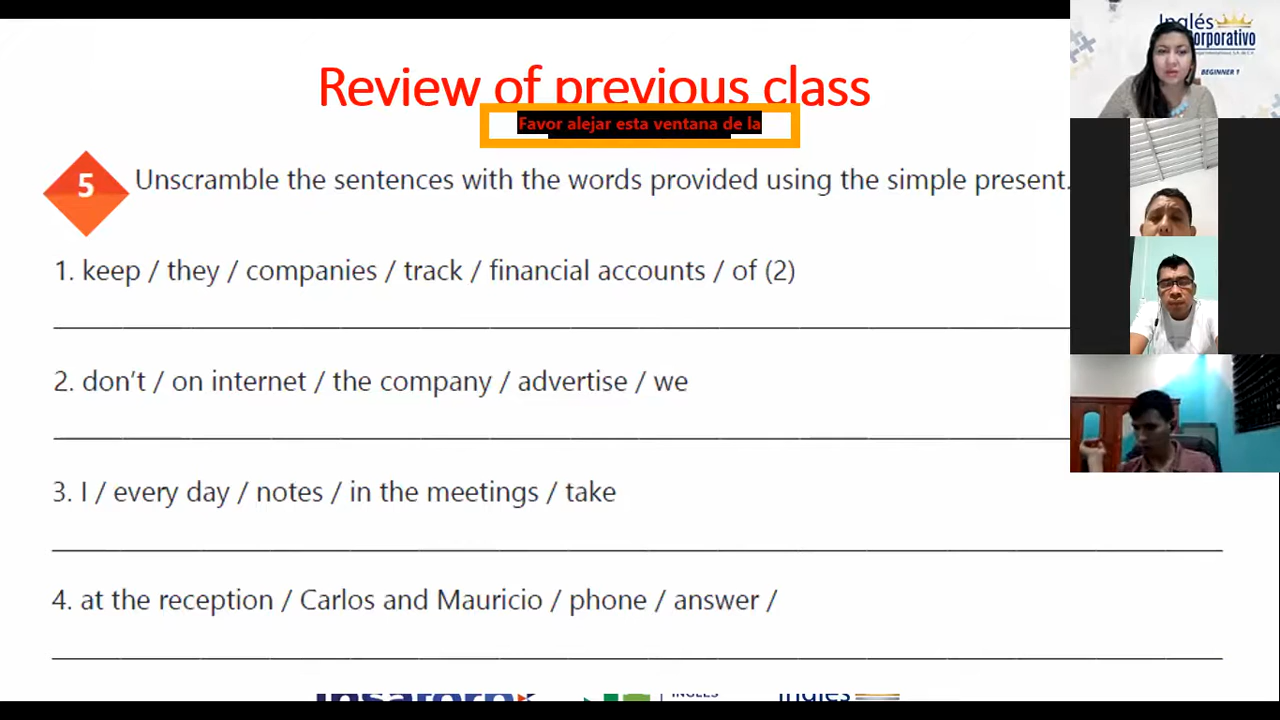 Review of previous class
Favor alejar esta ventana de la
5
Unscramble the sentences with the words provided using the simple present.
1. keep / they / companies / track / financial accounts / of (2)
2. don't / on internet / the company / advertise / we
3. I / every day / notes / in the meetings / take
4. at the reception / Carlos and Mauricio / phone / answer /
Inglés
orporativo
BEGINNER 1
INGLÉS
Inglés